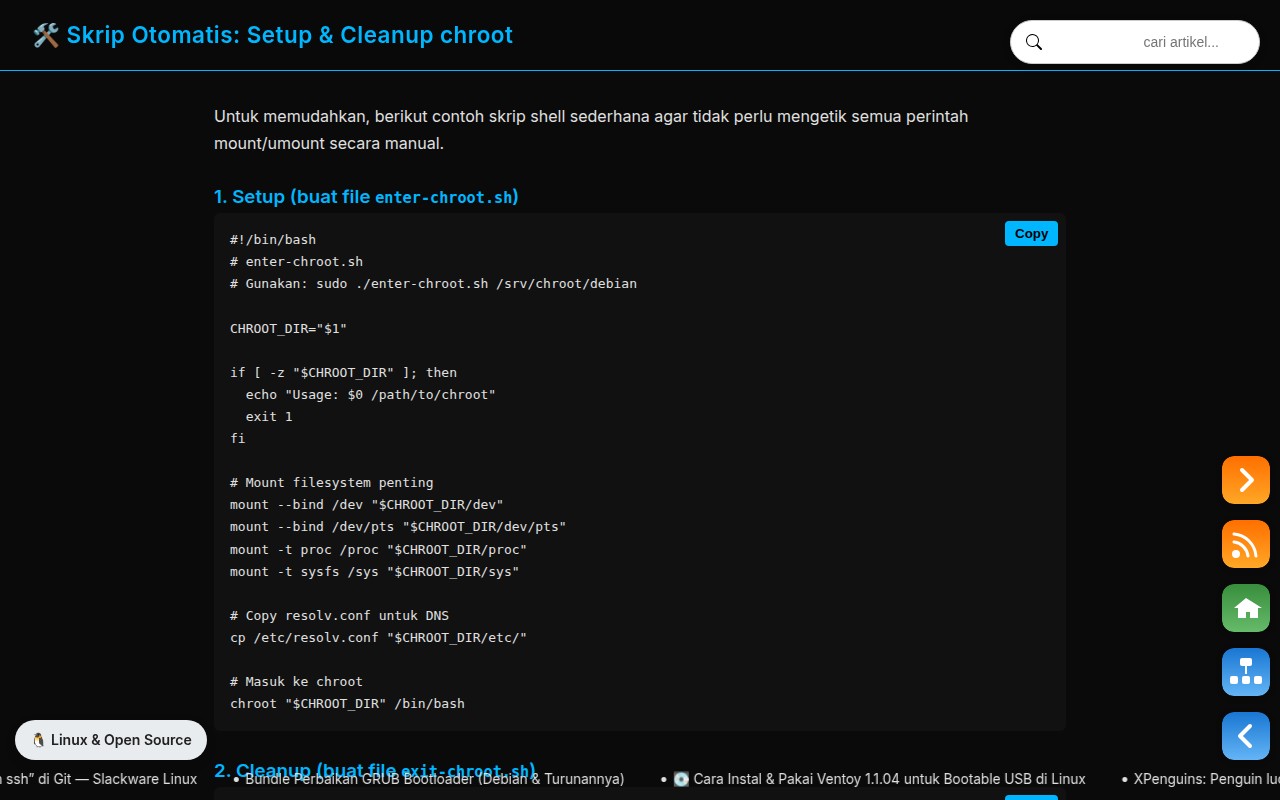 🛠️ Skrip Otomatis: Setup & Cleanup chroot
cari artikel...
Untuk memudahkan, berikut contoh skrip shell sederhana agar tidak perlu mengetik semua perintah
mount/umount secara manual.
1. Setup (buat file enter-chroot.sh)
Copy
#!/bin/bash
# enter-chroot.sh
# Gunakan: sudo ./enter-chroot.sh /srv/chroot/debian

CHROOT_DIR="$1"

if [ -z "$CHROOT_DIR" ]; then
  echo "Usage: $0 /path/to/chroot"
  exit 1
fi

# Mount filesystem penting
mount --bind /dev "$CHROOT_DIR/dev"
mount --bind /dev/pts "$CHROOT_DIR/dev/pts"
mount -t proc /proc "$CHROOT_DIR/proc"
mount -t sysfs /sys "$CHROOT_DIR/sys"

# Copy resolv.conf untuk DNS
cp /etc/resolv.conf "$CHROOT_DIR/etc/"

# Masuk ke chroot
chroot "$CHROOT_DIR" /bin/bash
🐧 Linux & Open Source
2. Cleanup (buat file exit-chroot.sh)
ssh” di Git — Slackware Linux • Bundle Perbaikan GRUB Bootloader (Debian & Turunannya) • 💽 Cara Instal & Pakai Ventoy 1.1.04 untuk Bootable USB di Linux • XPenguins: Penguin